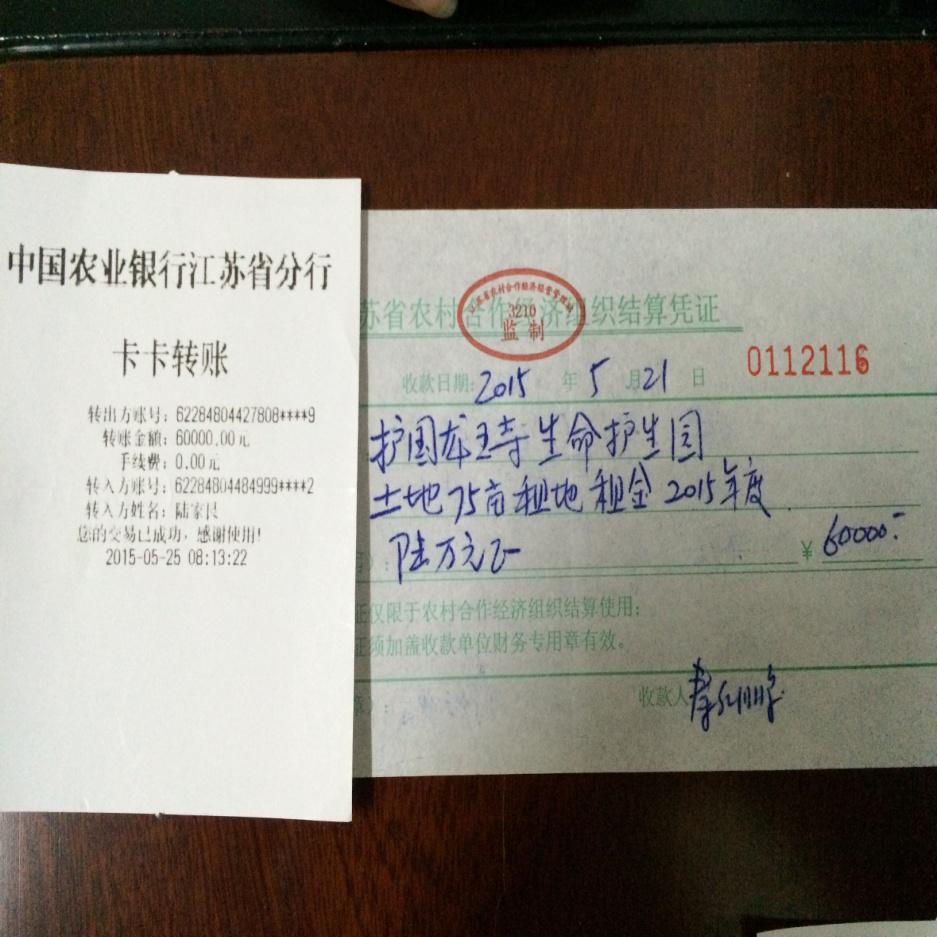 中国农业银行江苏省分行
卡卡转账
转出方账号: 62284804427808****9
转账金额: 60000.00元
手续费: 0.00元
转入方账号: 62284804484999****2
转入方姓名: 陆家民
您的交易已成功，感谢使用!
2015-05-25 08:13:22
苏省农村合作经济组织结算凭证
3210
监制
0112116
收款日期: 2015 年 5 月 21 日
护国龙王寺生命护生园
土地75亩租地租金2015年度
陆万元正
￥ 60000.-
证仅限于农村合作经济组织结算使用;
证须加盖收款单位财务专用章有效。
章):
收款人